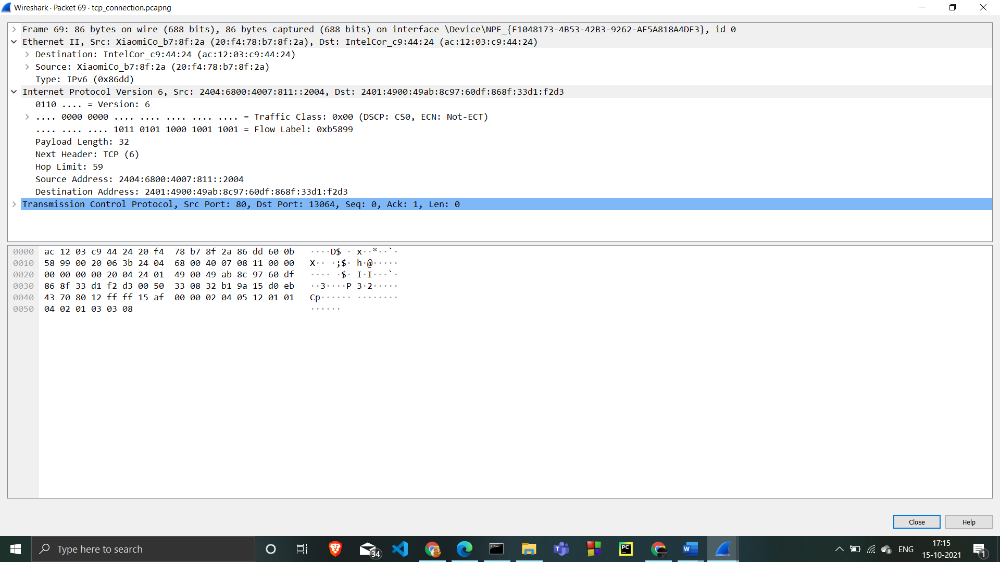 Wireshark · Packet 69 · tcp_connection.pcapng
Frame 69: 86 bytes on wire (688 bits), 86 bytes captured (688 bits) on interface \Device\NPF_{F1048173-4B53-42B3-9262-AF5A818A4DF3}, id 0
Ethernet II, Src: XiaomiCo_b7:8f:2a (20:f4:78:b7:8f:2a), Dst: IntelCor_c9:44:24 (ac:12:03:c9:44:24)
Destination: IntelCor_c9:44:24 (ac:12:03:c9:44:24)
Source: XiaomiCo_b7:8f:2a (20:f4:78:b7:8f:2a)
Type: IPv6 (0x86dd)
Internet Protocol Version 6, Src: 2404:6800:4007:811::2004, Dst: 2401:4900:49ab:8c97:60df:868f:33d1:f2d3
0110 .... = Version: 6
.... 0000 0000 .... .... .... .... .... = Traffic Class: 0x00 (DSCP: CS0, ECN: Not-ECT)
.... .... .... 1011 0101 1000 1001 1001 = Flow Label: 0xb5899
Payload Length: 32
Next Header: TCP (6)
Hop Limit: 59
Source Address: 2404:6800:4007:811::2004
Destination Address: 2401:4900:49ab:8c97:60df:868f:33d1:f2d3
Transmission Control Protocol, Src Port: 80, Dst Port: 13064, Seq: 0, Ack: 1, Len: 0
0000 ac 12 03 c9 44 24 20 f4 78 b7 8f 2a 86 dd 60 0b ····D$ · x··*··`·
0010 58 99 00 20 06 3b 24 04 68 00 40 07 08 11 00 00 X·· ·;$· h·@·····
0020 00 00 00 00 20 04 24 01 49 00 49 ab 8c 97 60 df ···· ·$· I·I···`·
0030 86 8f 33 d1 f2 d3 00 50 33 08 32 b1 9a 15 d0 eb ··3····P 3·2·····
0040 43 70 80 12 ff ff 15 af 00 00 02 04 05 12 01 01 Cp······ ········
0050 04 02 01 03 03 08 ······
Close Help
Type here to search 34 PC ENG 17:15
15-10-2021 1